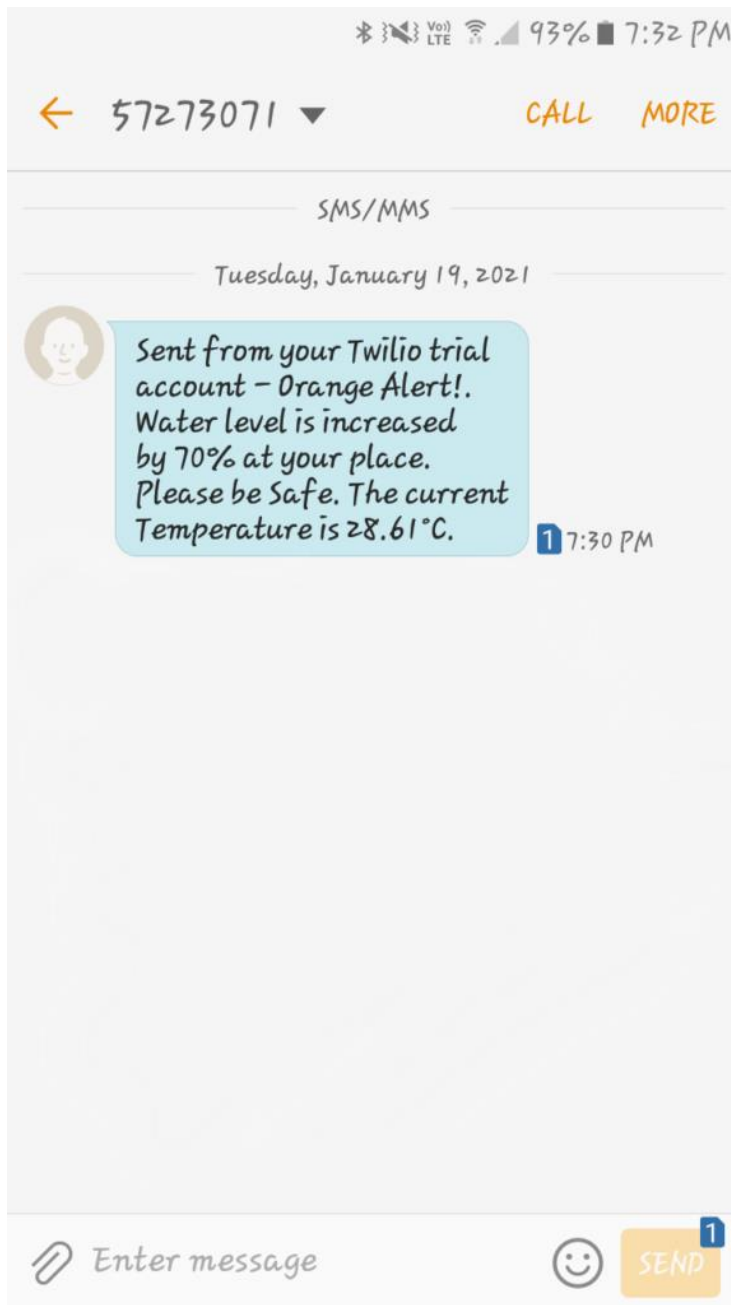 Vo)) LTE 93% 7:32 PM
57273071 CALL MORE
SMS/MMS
Tuesday, January 19, 2021
Sent from your Twilio trial
account - Orange Alert!.
Water level is increased
by 70% at your place.
Please be Safe. The current
Temperature is 28.61°C.
1 7:30 PM
Enter message SEND 1